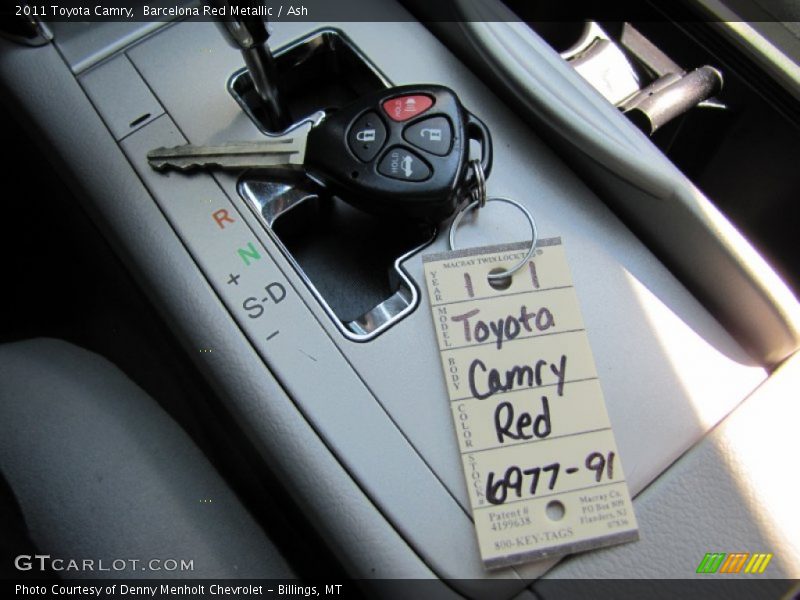 2011 Toyota Camry,  Barcelona Red Metallic / Ash
HOLD
R
N
+
S-D
−
MACRAY TWIN LOCK TAG®
YEAR 11
MODEL Toyota
BODY Camry
COLOR Red
STOCK# 6977-91
Patent #
4199638
Macray Co.
PO Box 809
Flanders, NJ
07836
800-KEY-TAGS
GTCARLOT.COM
Photo Courtesy of Denny Menholt Chevrolet – Billings, MT